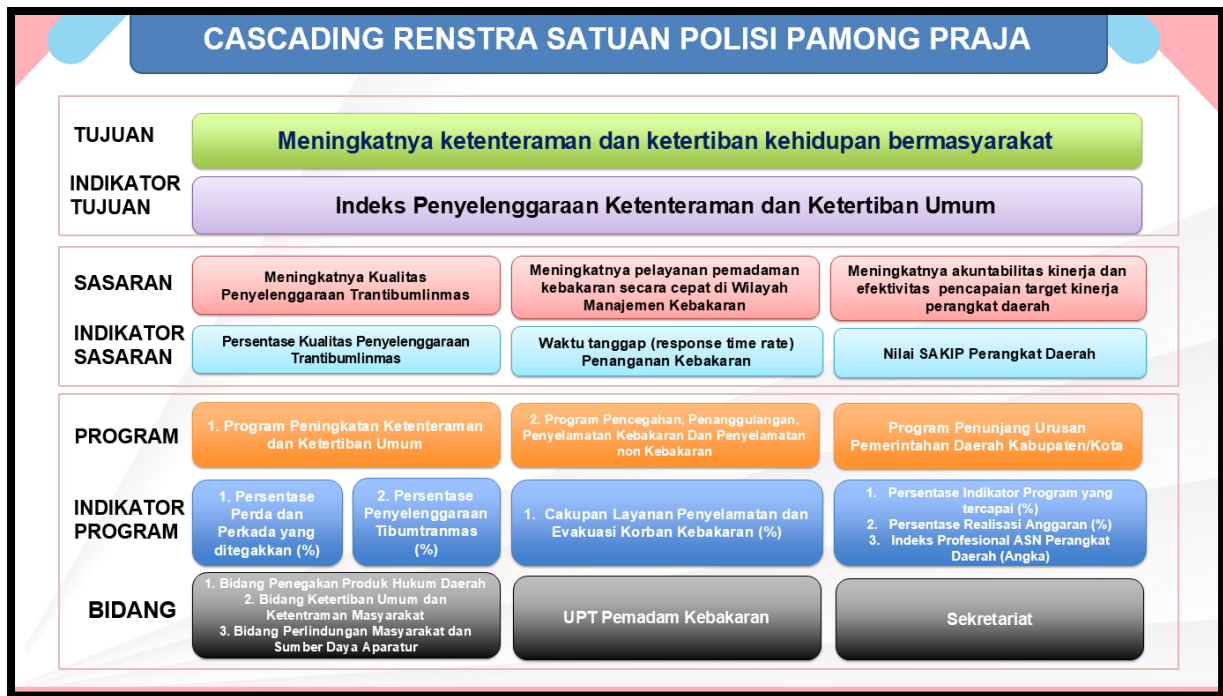 CASCADING RENSTRA SATUAN POLISI PAMONG PRAJA
TUJUAN
Meningkatnya ketenteraman dan ketertiban kehidupan bermasyarakat
INDIKATOR
TUJUAN
Indeks Penyelenggaraan Ketenteraman dan Ketertiban Umum
SASARAN
Meningkatnya Kualitas
Penyelenggaraan Trantibumlinmas
Meningkatnya pelayanan pemadaman
kebakaran secara cepat di Wilayah
Manajemen Kebakaran
Meningkatnya akuntabilitas kinerja dan
efektivitas pencapaian target kinerja
perangkat daerah
INDIKATOR
SASARAN
Persentase Kualitas Penyelenggaraan
Trantibumlinmas
Waktu tanggap (response time rate)
Penanganan Kebakaran
Nilai SAKIP Perangkat Daerah
PROGRAM
1. Program Peningkatan Ketenteraman
dan Ketertiban Umum
2. Program Pencegahan, Penanggulangan,
Penyelamatan Kebakaran Dan Penyelamatan
non Kebakaran
Program Penunjang Urusan
Pemerintahan Daerah Kabupaten/Kota
INDIKATOR
PROGRAM
1. Persentase
Perda dan
Perkada yang
ditegakkan (%)
2. Persentase
Penyelenggaraan
Tibumtranmas
(%)
1. Cakupan Layanan Penyelamatan dan
Evakuasi Korban Kebakaran (%)
1. Persentase Indikator Program yang
tercapai (%)
2. Persentase Realisasi Anggaran (%)
3. Indeks Profesional ASN Perangkat
Daerah (Angka)
BIDANG
1. Bidang Penegakan Produk Hukum Daerah
2. Bidang Ketertiban Umum dan
Ketentraman Masyarakat
3. Bidang Perlindungan Masyarakat dan
Sumber Daya Aparatur
UPT Pemadam Kebakaran
Sekretariat